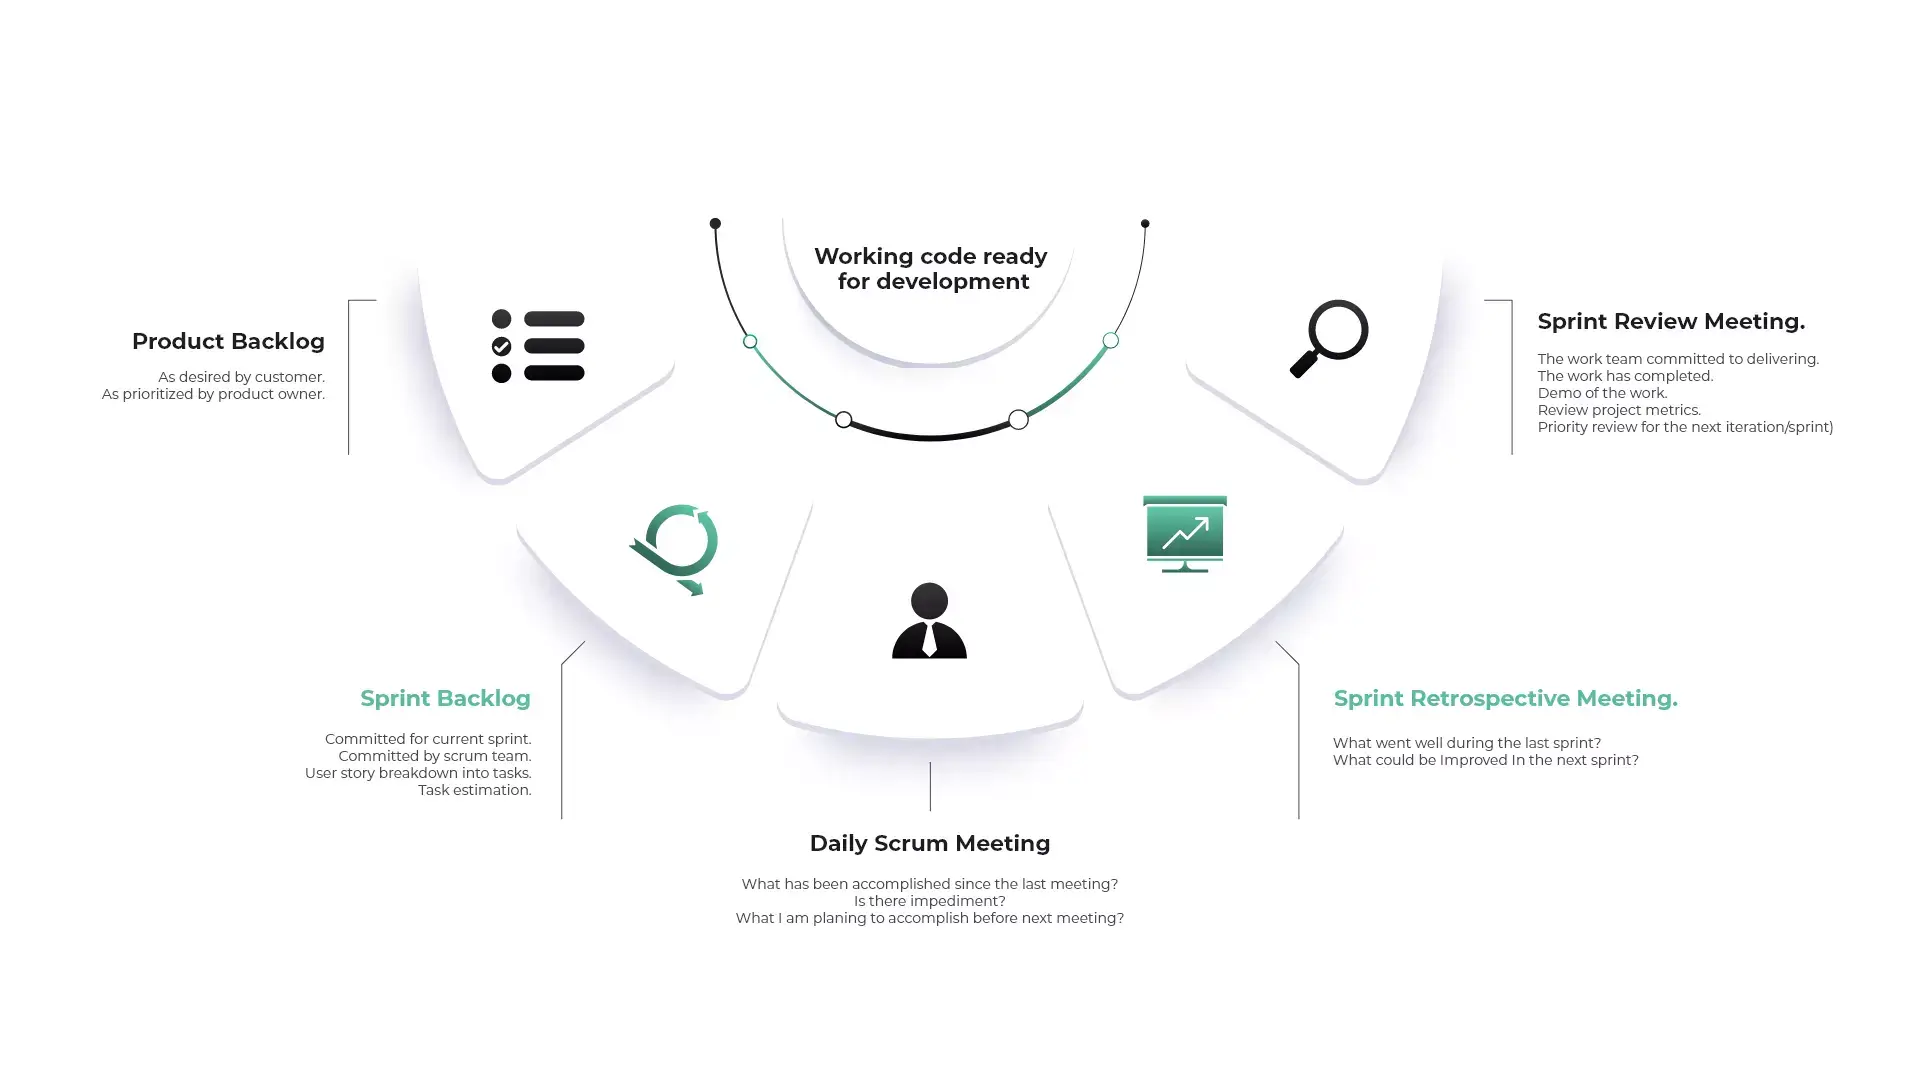 Working code ready
for development
Product Backlog
As desired by customer.
As prioritized by product owner.
Sprint Backlog
Committed for current sprint.
Committed by scrum team.
User story breakdown into tasks.
Task estimation.
Daily Scrum Meeting
What has been accomplished since the last meeting?
Is there impediment?
What I am planing to accomplish before next meeting?
Sprint Retrospective Meeting.
What went well during the last sprint?
What could be Improved In the next sprint?
Sprint Review Meeting.
The work team committed to delivering.
The work has completed.
Demo of the work.
Review project metrics.
Priority review for the next iteration/sprint)